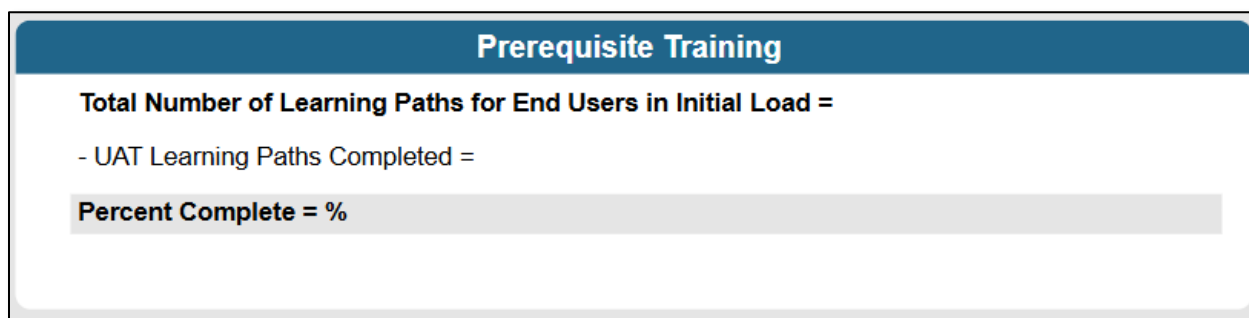 Prerequisite Training
Total Number of Learning Paths for End Users in Initial Load =
- UAT Learning Paths Completed =
Percent Complete = %